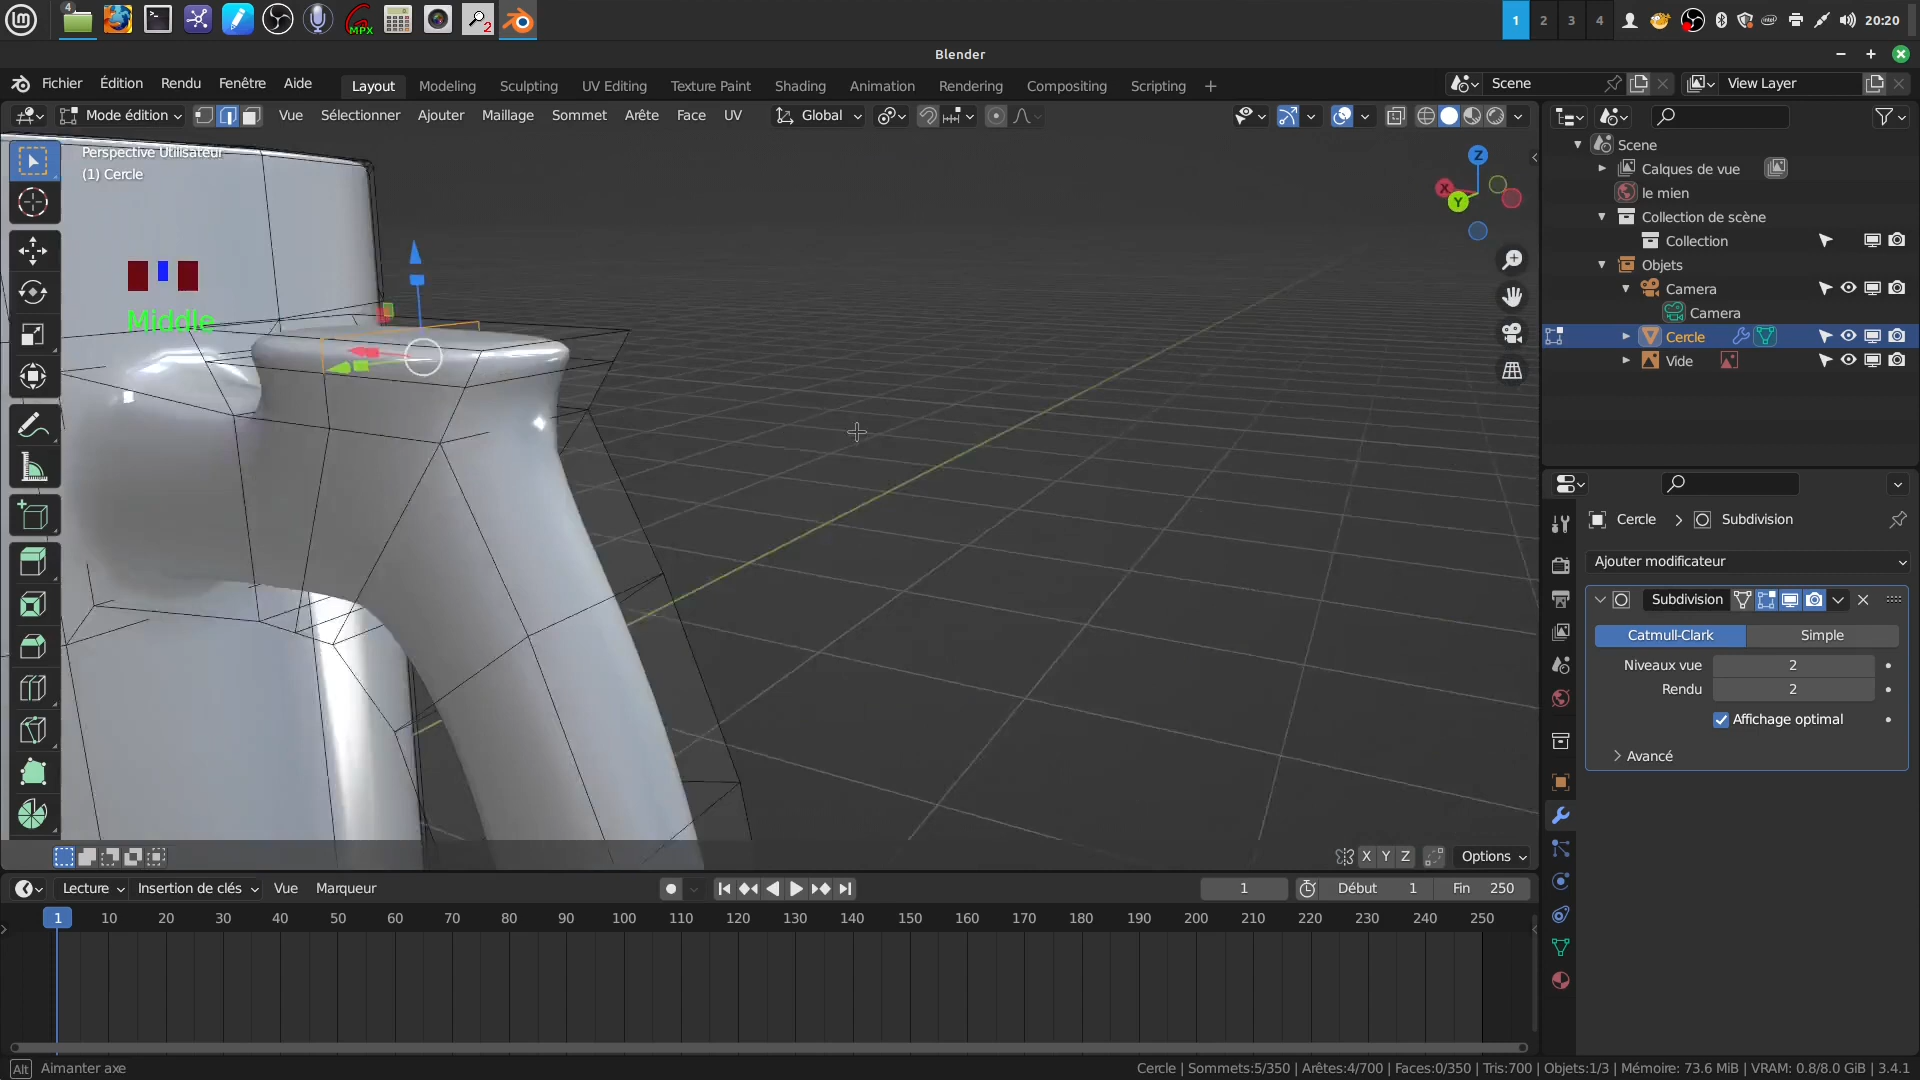 4
MPX
2
1 2 3 4
20:20
Blender
Fichier Édition Rendu Fenêtre Aide
Layout Modeling Sculpting UV Editing Texture Paint Shading Animation Rendering Compositing Scripting +
Scene
View Layer
Mode édition
Vue Sélectionner Ajouter Maillage Sommet Arête Face UV
Global
Perspective Utilisateur
(1) Cercle
Middle
Z
X
Y
Scene
Calques de vue
le mien
Collection de scène
Collection
Objets
Camera
Camera
Cercle
Vide
Cercle > Subdivision
Ajouter modificateur
Subdivision
Catmull-Clark Simple
Niveaux vue 2
Rendu 2
Affichage optimal
Avancé
X Y Z
Options
Lecture Insertion de clés Vue Marqueur
1
Début 1
Fin 250
1 10 20 30 40 50 60 70 80 90 100 110 120 130 140 150 160 170 180 190 200 210 220 230 240 250
Alt Aimanter axe
Cercle | Sommets:5/350 | Arêtes:4/700 | Faces:0/350 | Tris:700 | Objets:1/3 | Mémoire: 73.6 MiB | VRAM: 0.8/8.0 GiB | 3.4.1